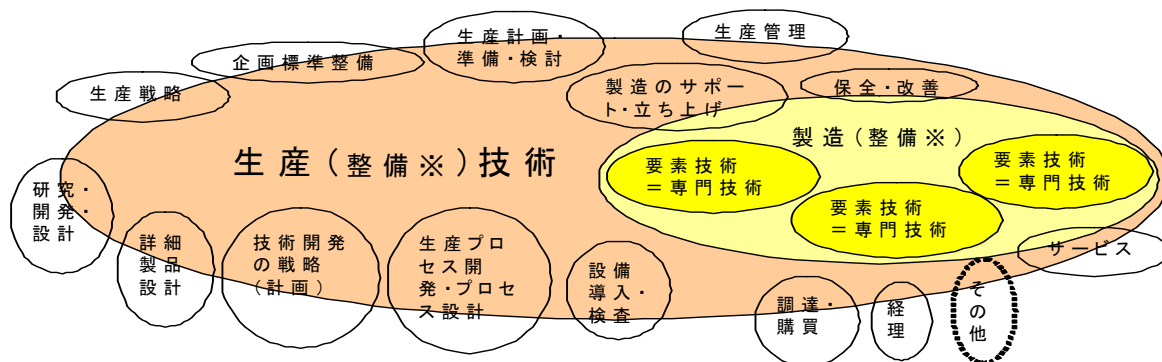 生産計画・
準備・検討
生産管理
企画標準整備
生産戦略
製造のサポー
ト・立ち上げ
保全・改善
製造(整備※)
生産(整備※)技術
要素技術
＝専門技術
要素技術
＝専門技術
要素技術
＝専門技術
研究・
開発・
設計
詳細
製品
設計
技術開発
の戦略
(計画)
生産プロ
セス開
発・プロセ
ス設計
設備
導入・
検査
サービス
調達・
購買
経
理
その他